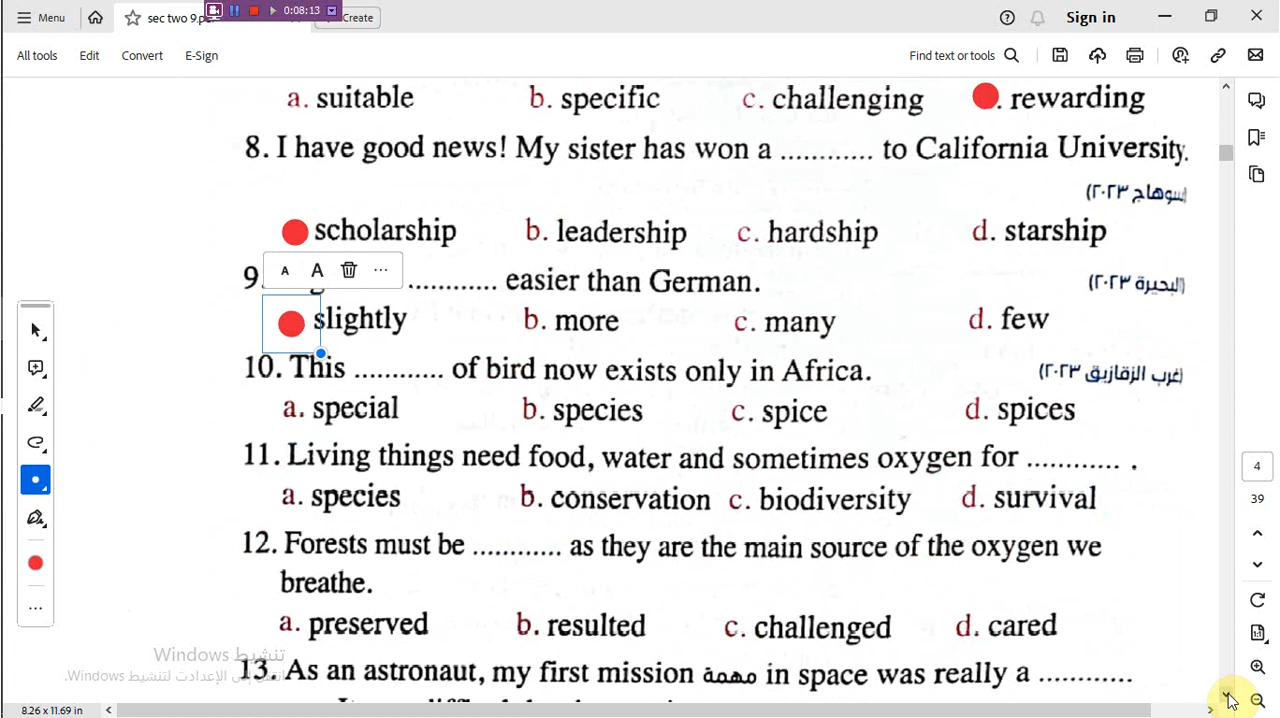 Menu
sec two 9.p
0:08:13
Create
Sign in
All tools
Edit
Convert
E-Sign
Find text or tools
a. suitable b. specific c. challenging . rewarding
8. I have good news! My sister has won a ............ to California University.
(سوهاج ٢٠٢٣)
scholarship b. leadership c. hardship d. starship
A A ...
9. ............ easier than German. (البحيرة ٢٠٢٣)
slightly b. more c. many d. few
10. This ............ of bird now exists only in Africa. (غرب الزقازيق ٢٠٢٣)
a. special b. species c. spice d. spices
11. Living things need food, water and sometimes oxygen for ............ .
a. species b. conservation c. biodiversity d. survival
12. Forests must be ............ as they are the main source of the oxygen we
breathe.
a. preserved b. resulted c. challenged d. cared
13. As an astronaut, my first mission مهمة in space was really a ............
تنشيط Windows
انتقل إلى الإعدادات لتنشيط Windows.
4
39
8.26 x 11.69 in